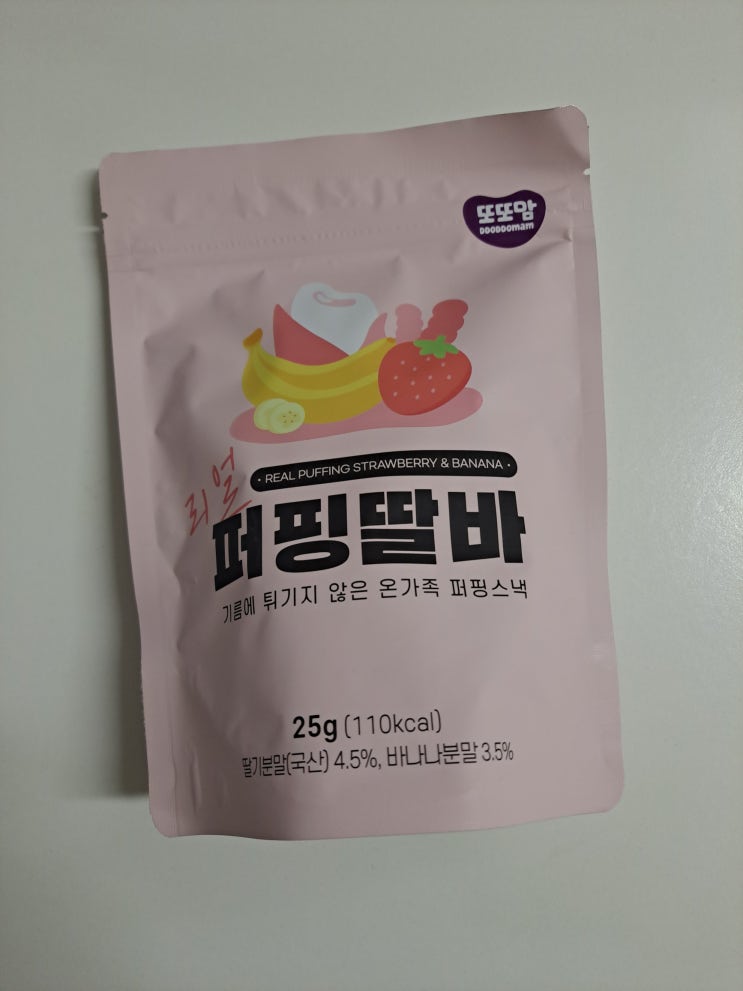 또또맘
DDODDOMAM
리얼
· REAL PUFFING STRAWBERRY & BANANA ·
퍼핑딸바
기름에 튀기지 않은 온가족 퍼핑스낵
25g (110kcal)
딸기분말(국산) 4.5%, 바나나분말 3.5%